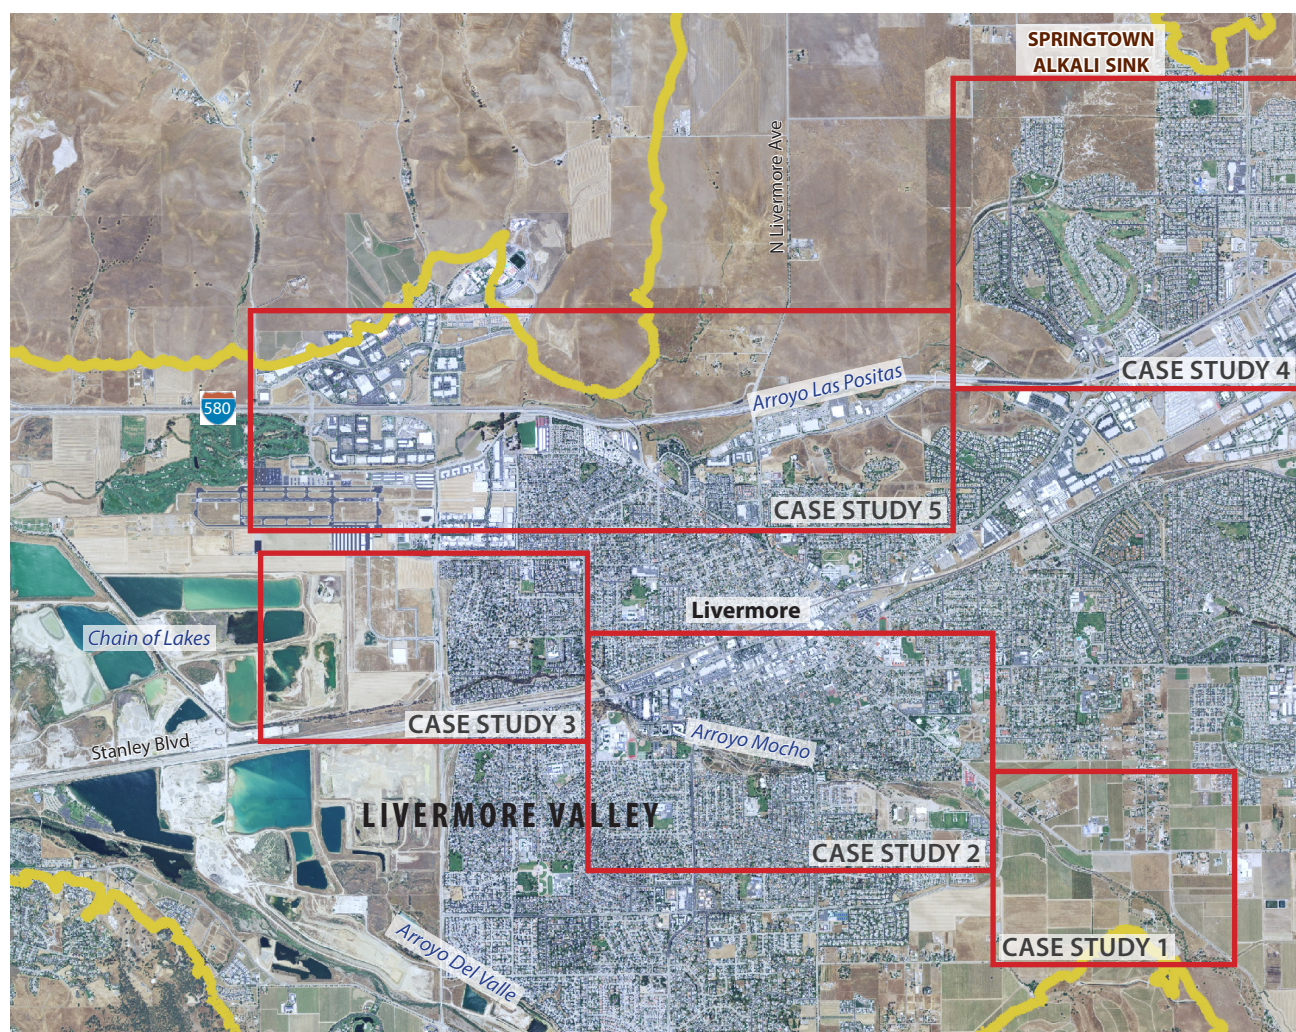 SPRINGTOWN
ALKALI SINK
N Livermore Ave
CASE STUDY 4
Arroyo Las Positas
580
CASE STUDY 5
Livermore
Chain of Lakes
CASE STUDY 3
Stanley Blvd
Arroyo Mocho
LIVERMORE VALLEY
CASE STUDY 2
CASE STUDY 1
Arroyo Del Valle